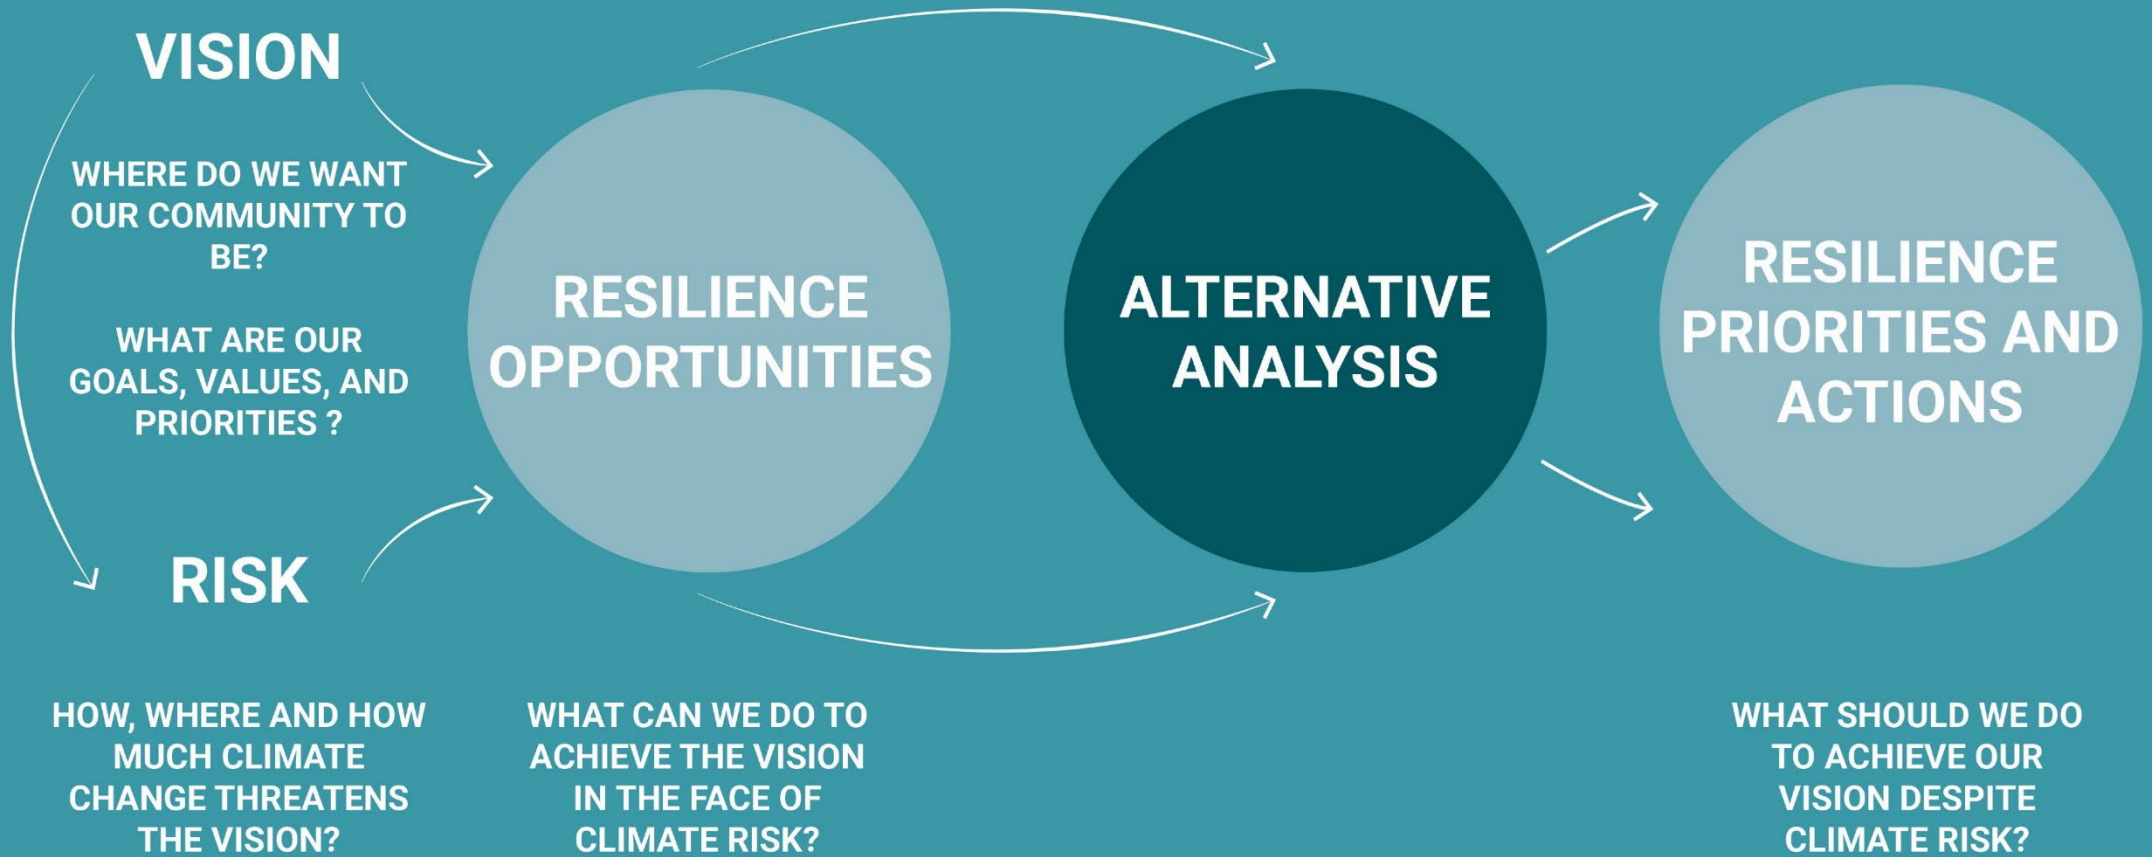 VISION
WHERE DO WE WANT
OUR COMMUNITY TO
BE?
WHAT ARE OUR
GOALS, VALUES, AND
PRIORITIES ?
RISK
HOW, WHERE AND HOW
MUCH CLIMATE
CHANGE THREATENS
THE VISION?
RESILIENCE
OPPORTUNITIES
WHAT CAN WE DO TO
ACHIEVE THE VISION
IN THE FACE OF
CLIMATE RISK?
ALTERNATIVE
ANALYSIS
RESILIENCE
PRIORITIES AND
ACTIONS
WHAT SHOULD WE DO
TO ACHIEVE OUR
VISION DESPITE
CLIMATE RISK?